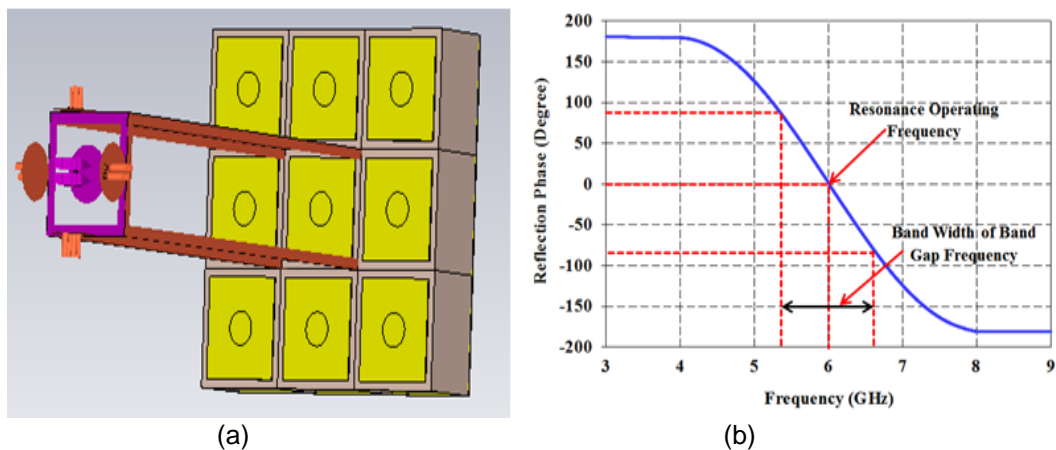 (a)
200
150
100
50
0
-50
-100
-150
-200
Reflection Phase (Degree)
Resonance Operating
Frequency
Band Width of Band
Gap Frequency
3 4 5 6 7 8 9
Frequency (GHz)
(b)